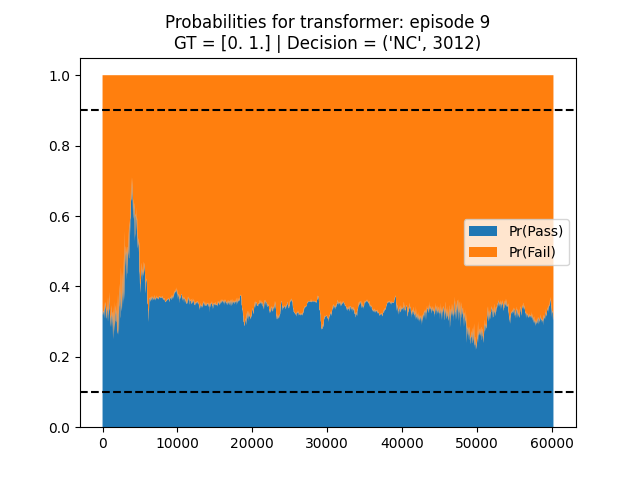 Probabilities for transformer: episode 9
GT = [0. 1.] | Decision = ('NC', 3012)
1.0
0.8
0.6
0.4
0.2
0.0
Pr(Pass)
Pr(Fail)
0 10000 20000 30000 40000 50000 60000